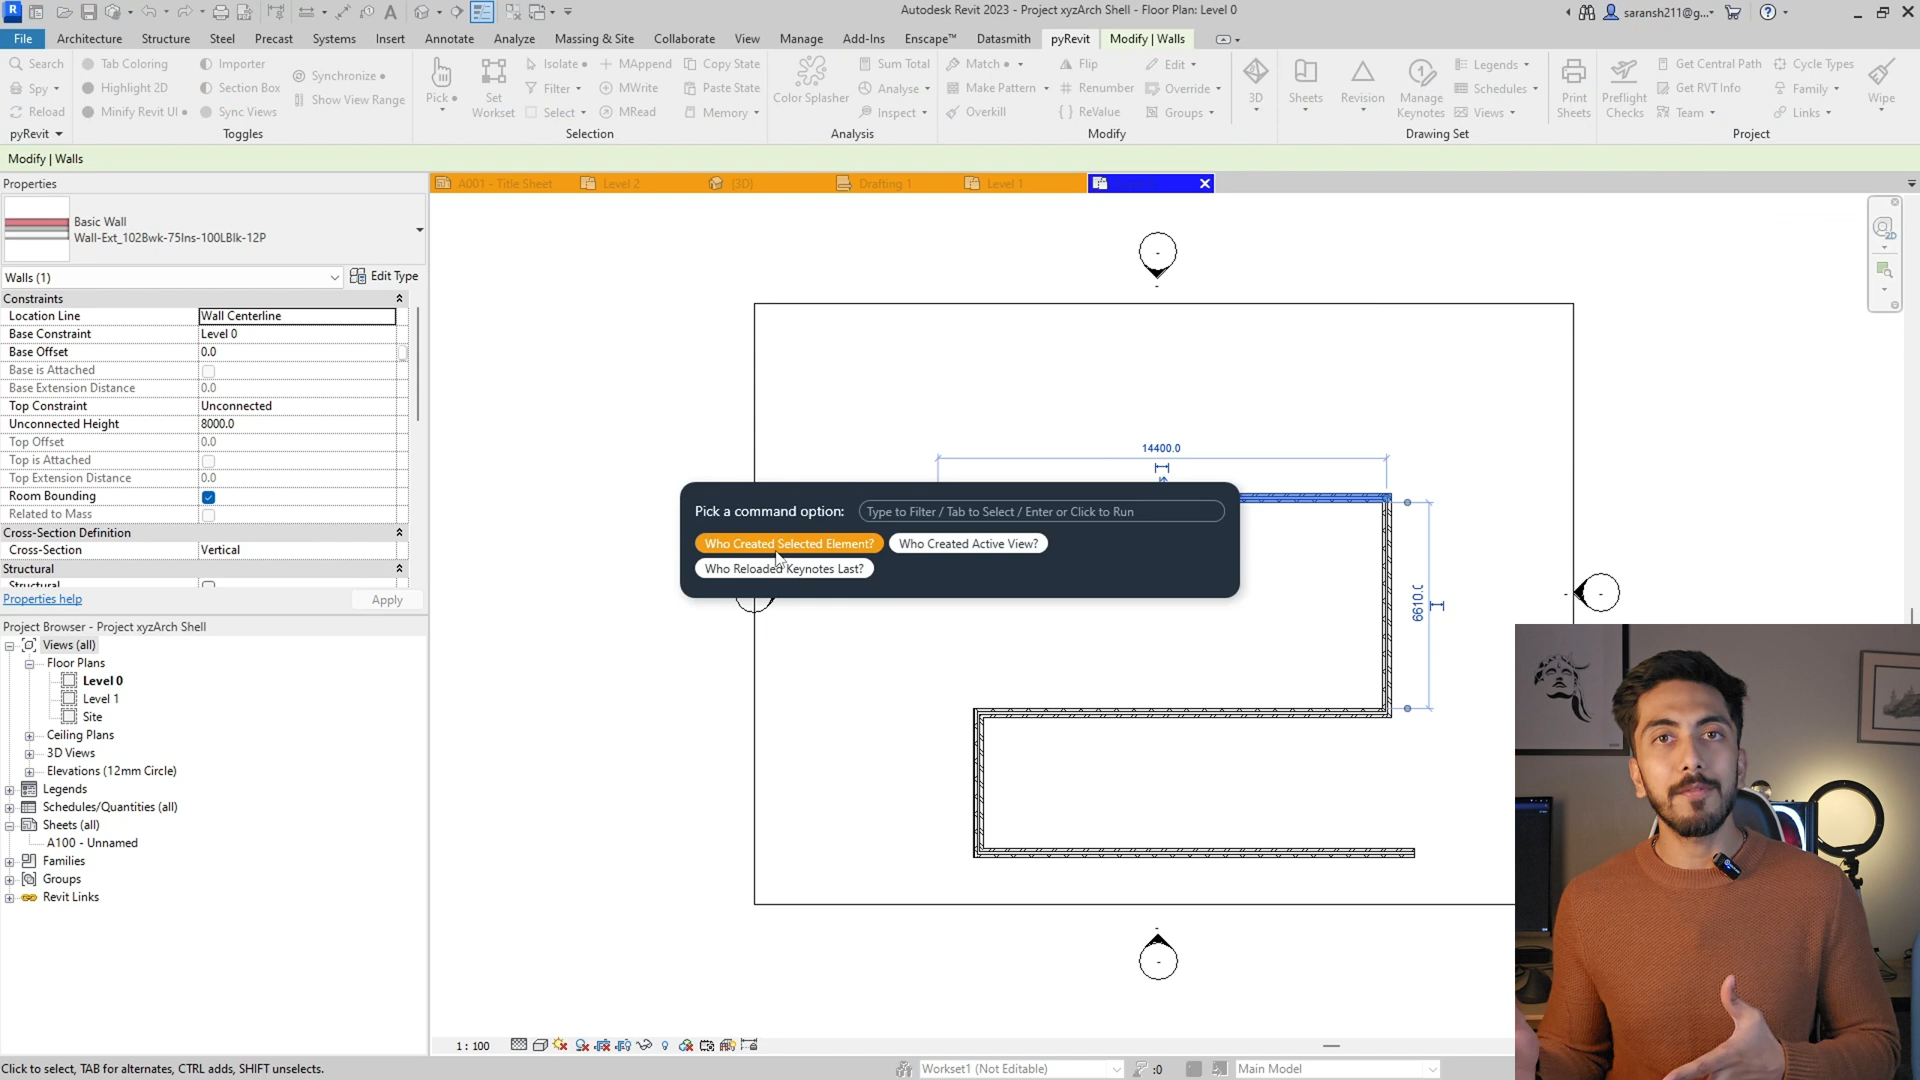 Autodesk Revit 2023 - Project xyzArch Shell - Floor Plan: Level 0
saransh211@g...
File Architecture Structure Steel Precast Systems Insert Annotate Analyze Massing & Site Collaborate View Manage Add-Ins Enscape™ Datasmith pyRevit Modify | Walls
Search
Spy
Reload
pyRevit
Tab Coloring
Highlight 2D
Minify Revit UI
Importer
Section Box
Sync Views
Synchronize
Show View Range
Toggles
Pick
Set Workset
Isolate
Filter
Select
MAppend
MWrite
MRead
Copy State
Paste State
Memory
Selection
Color Splasher
Sum Total
Analyse
Inspect
Analysis
Match
Make Pattern
Overkill
Flip
Renumber
ReValue
Edit
Override
Groups
Modify
3D
Sheets
Revision
Manage Keynotes
Legends
Schedules
Views
Print Sheets
Drawing Set
Preflight Checks
Get Central Path
Get RVT Info
Team
Cycle Types
Family
Links
Wipe
Project
Modify | Walls
Properties
Basic Wall
Wall-Ext_102Bwk-75Ins-100LBlk-12P
Walls (1)
Edit Type
Constraints
Location Line Wall Centerline
Base Constraint Level 0
Base Offset 0.0
Base is Attached
Base Extension Distance 0.0
Top Constraint Unconnected
Unconnected Height 8000.0
Top Offset 0.0
Top is Attached
Top Extension Distance 0.0
Room Bounding
Related to Mass
Cross-Section Definition
Cross-Section Vertical
Structural
Structural
Properties help
Apply
Project Browser - Project xyzArch Shell
Views (all)
Floor Plans
Level 0
Level 1
Site
Ceiling Plans
3D Views
Elevations (12mm Circle)
Legends
Schedules/Quantities (all)
Sheets (all)
A100 - Unnamed
Families
Groups
Revit Links
A001 - Title Sheet
Level 2
{3D}
Drafting 1
Level 1
2D
14400.0
6610.0
Pick a command option:
Type to Filter / Tab to Select / Enter or Click to Run
Who Created Selected Element?
Who Created Active View?
Who Reloaded Keynotes Last?
1 : 100
Click to select, TAB for alternates, CTRL adds, SHIFT unselects.
Workset1 (Not Editable)
:0
Main Model